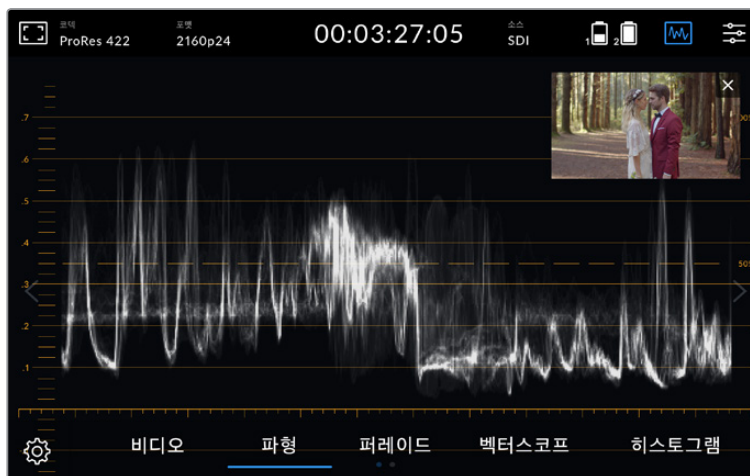 코덱
ProRes 422
포맷
2160p24
00:03:27:05
소스
SDI
1
2
.7
.6
.5
.4
.3
.2
.1
비디오
파형
퍼레이드
벡터스코프
히스토그램